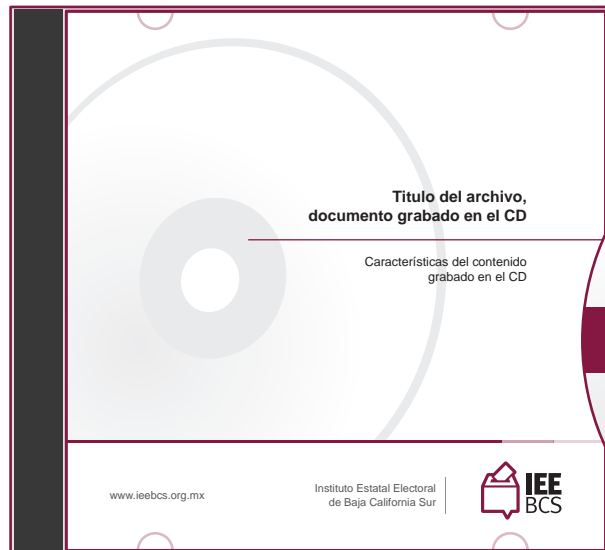 Titulo del archivo,
documento grabado en el CD
Características del contenido
grabado en el CD
www.ieebcs.org.mx
Instituto Estatal Electoral
de Baja California Sur
IEE
BCS